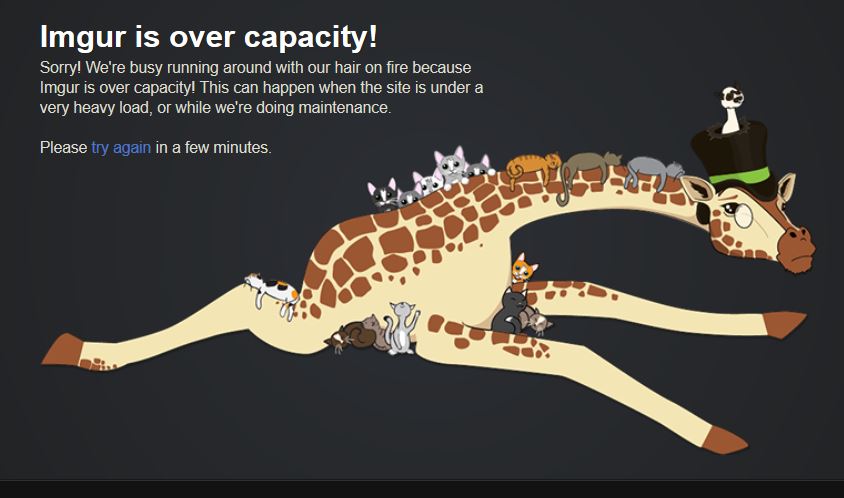 Imgur is over capacity!
Sorry! We're busy running around with our hair on fire because
Imgur is over capacity! This can happen when the site is under a
very heavy load, or while we're doing maintenance.
Please try again in a few minutes.